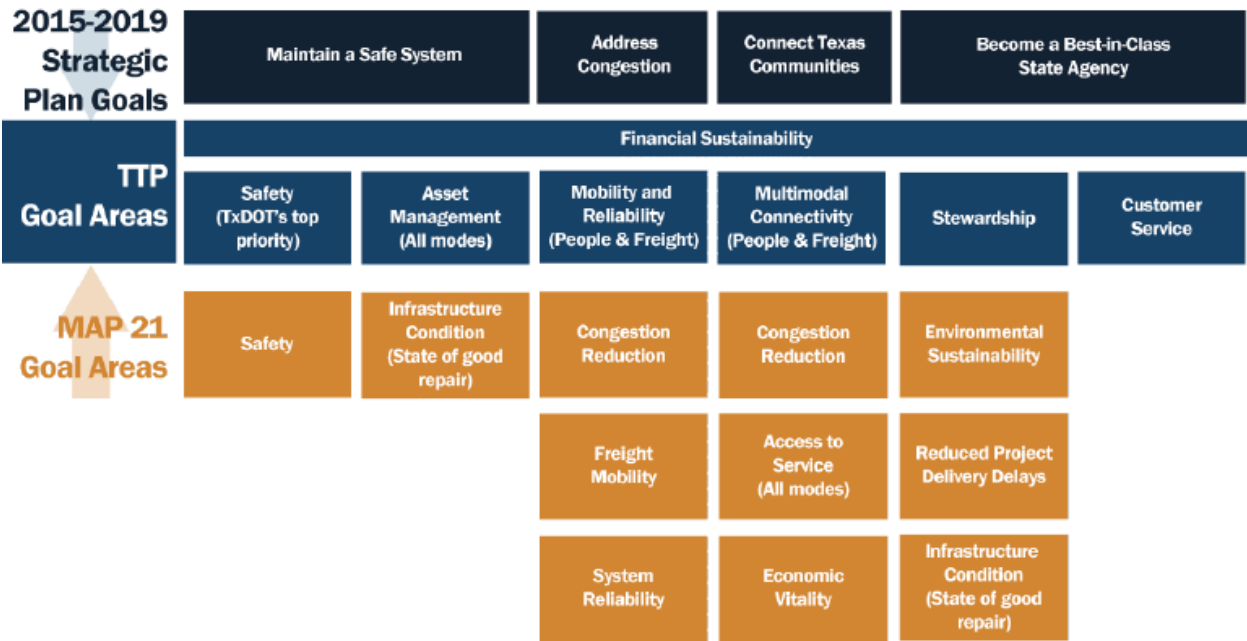 2015-2019
Strategic
Plan Goals
Maintain a Safe System
Address
Congestion
Connect Texas
Communities
Become a Best-in-Class
State Agency
TTP
Goal Areas
Financial Sustainability
Safety
(TxDOT's top
priority)
Asset
Management
(All modes)
Mobility and
Reliability
(People & Freight)
Multimodal
Connectivity
(People & Freight)
Stewardship
Customer
Service
MAP 21
Goal Areas
Safety
Infrastructure
Condition
(State of good
repair)
Congestion
Reduction
Congestion
Reduction
Environmental
Sustainability
Freight
Mobility
Access to
Service
(All modes)
Reduced Project
Delivery Delays
System
Reliability
Economic
Vitality
Infrastructure
Condition
(State of good
repair)